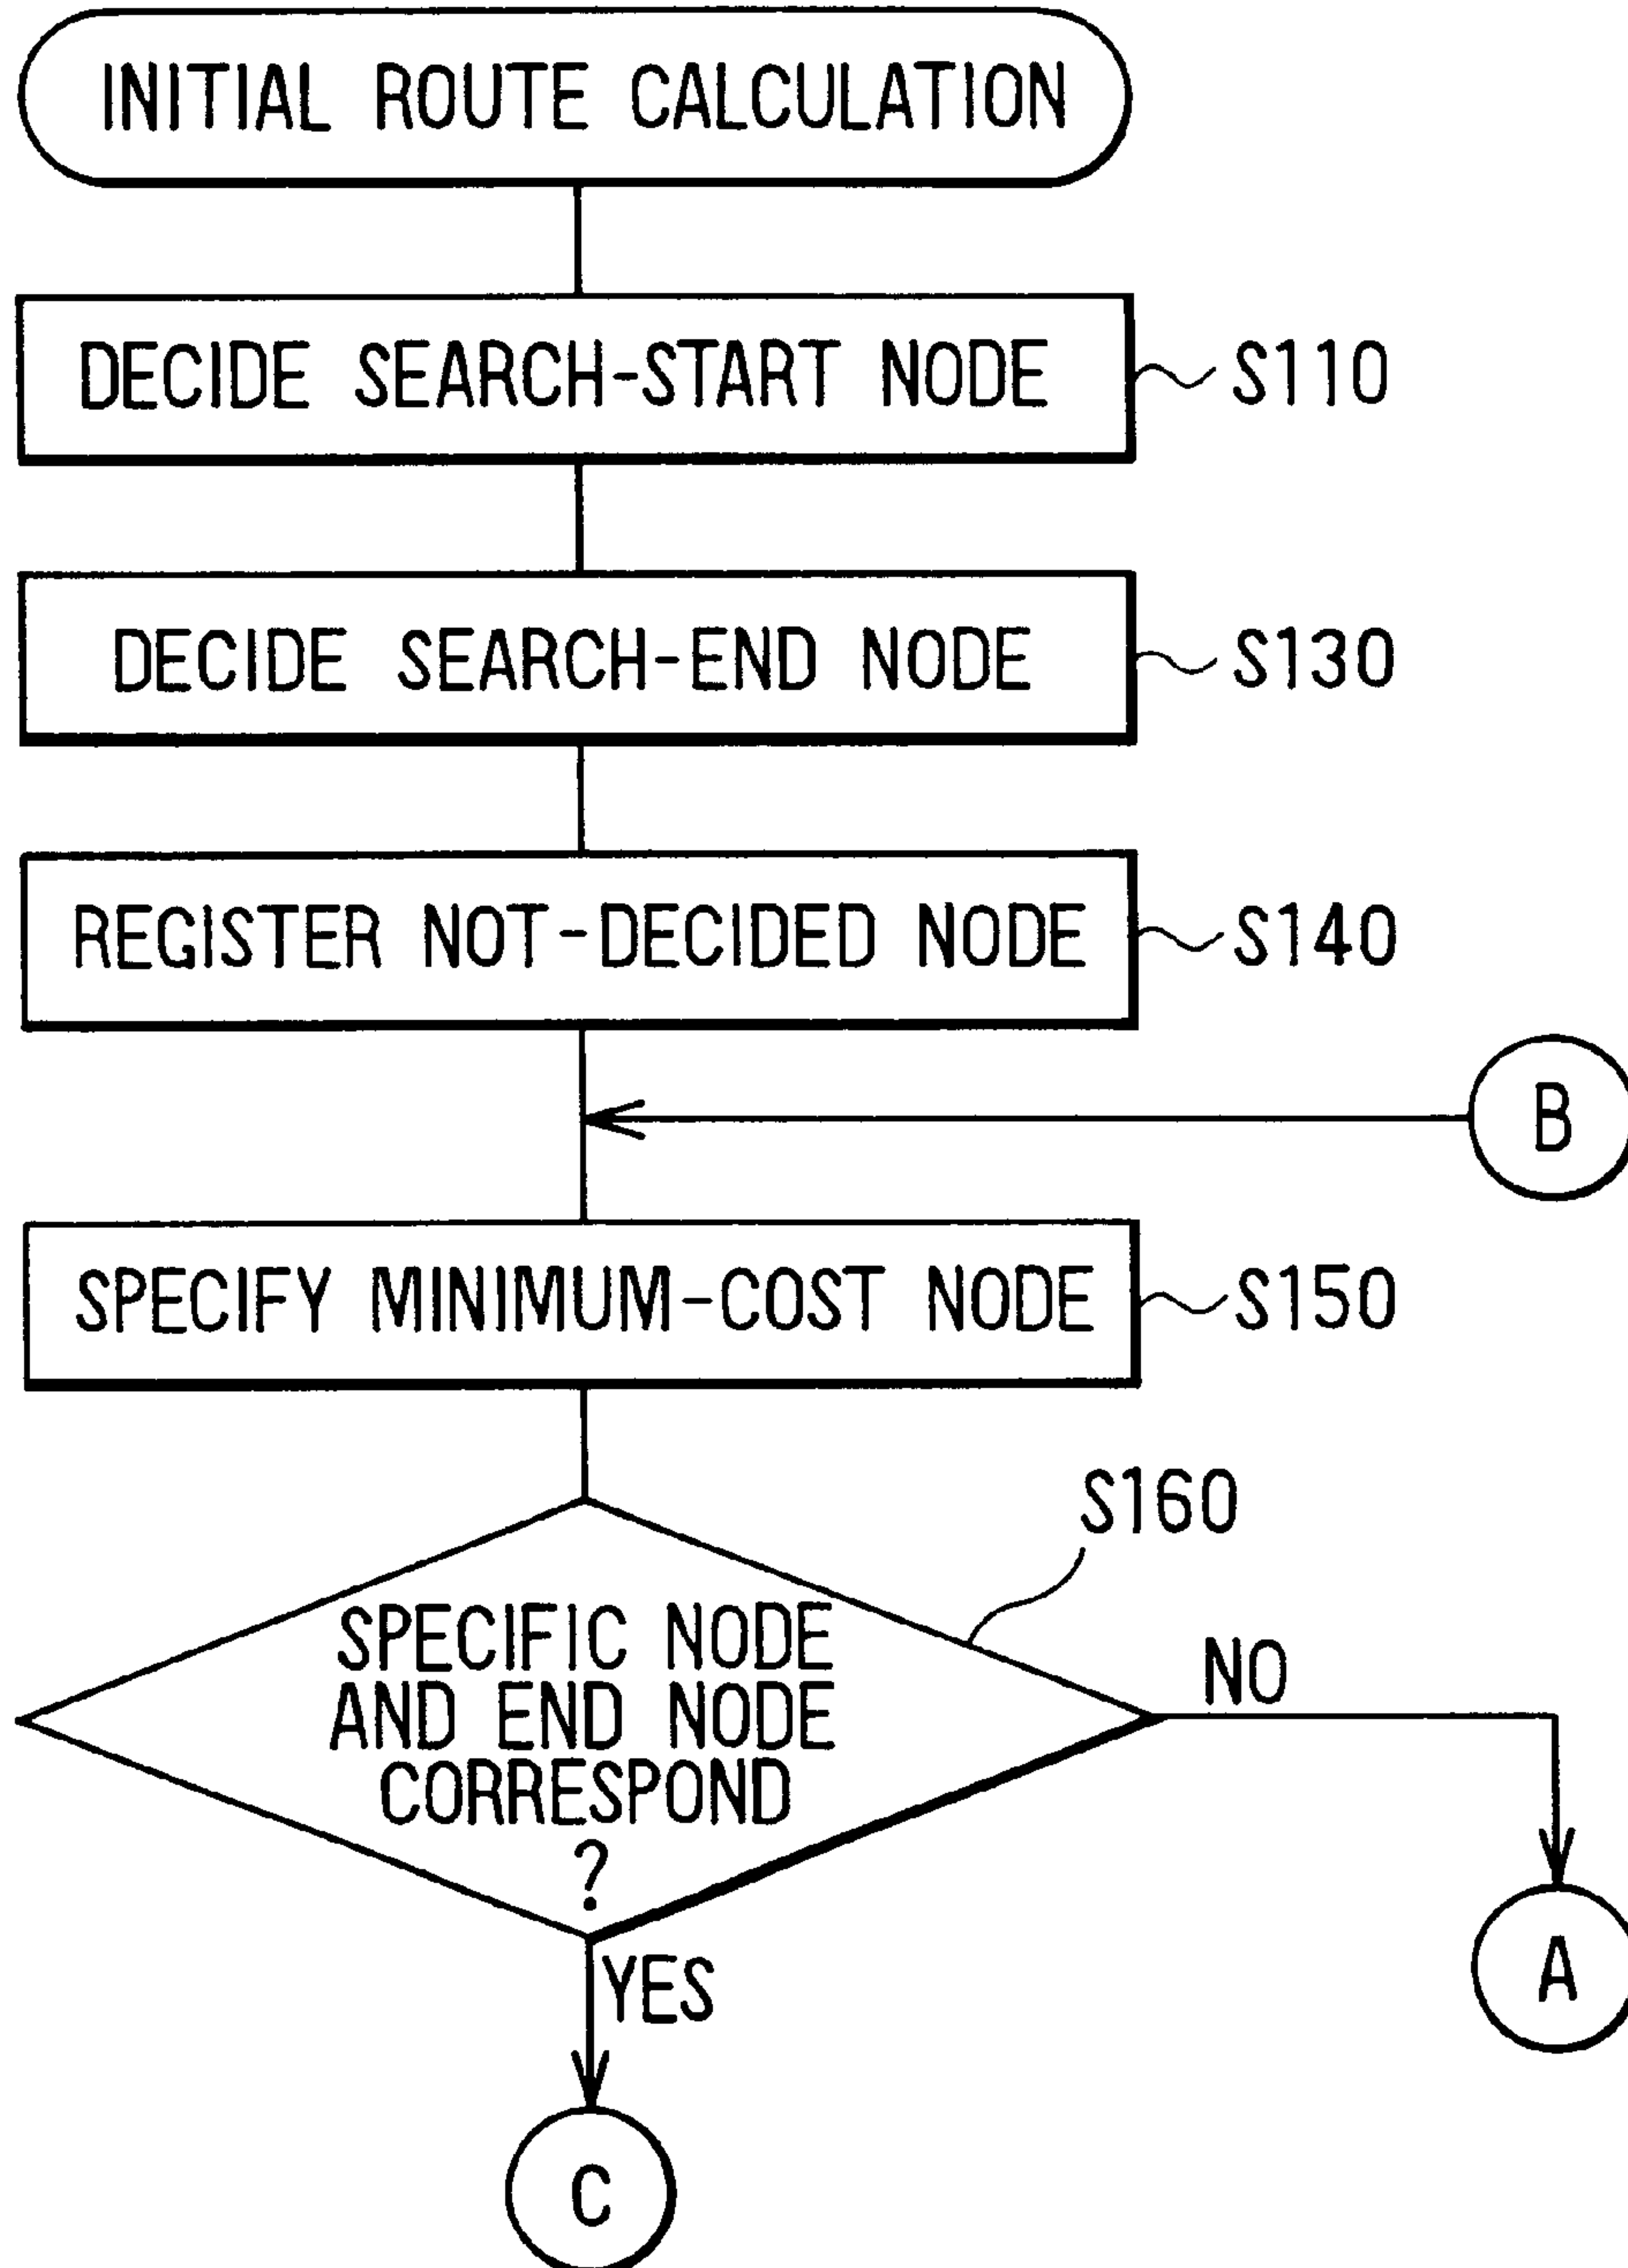 INITIAL ROUTE CALCULATION
DECIDE SEARCH-START NODE
S110
DECIDE SEARCH-END NODE
S130
REGISTER NOT-DECIDED NODE
S140
B
SPECIFY MINIMUM-COST NODE
S150
S160
SPECIFIC NODE
AND END NODE
CORRESPOND
?
NO
YES
A
C